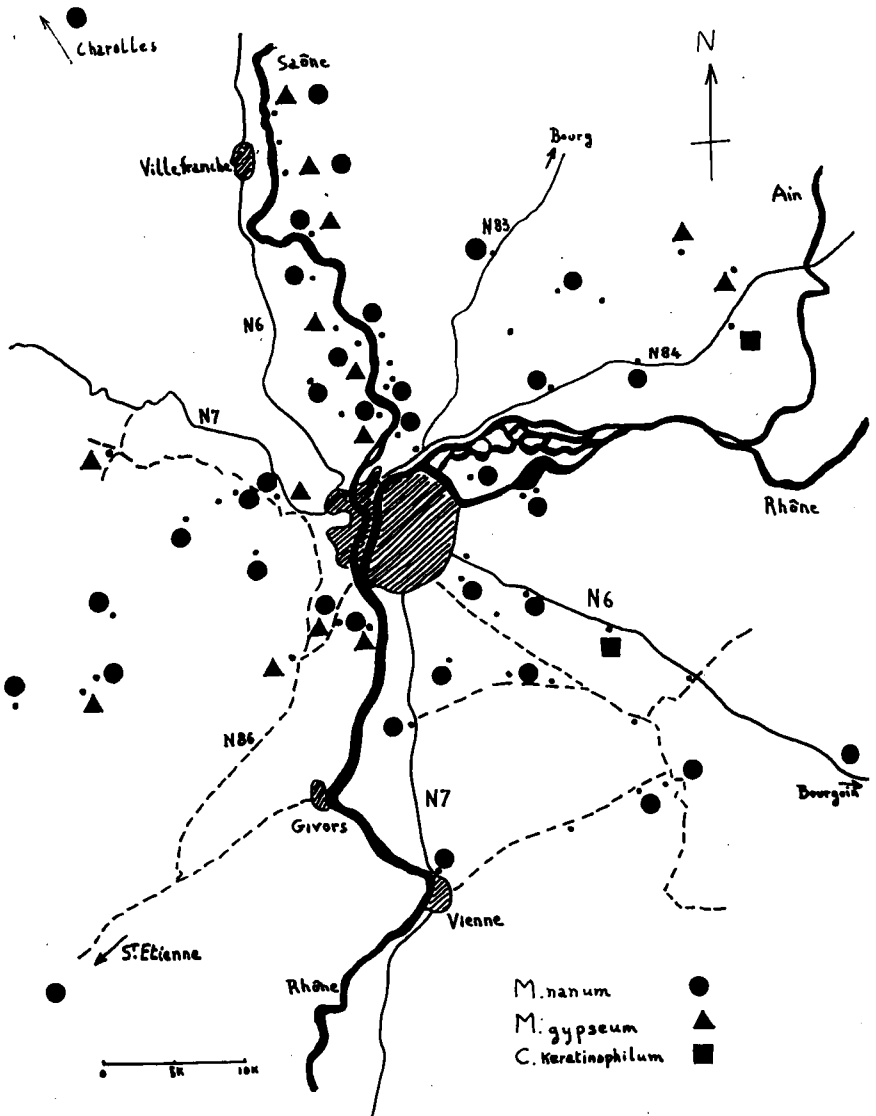 Charolles
N
Saône
Bourg
Villefranche
Ain
N83
N6
N84
N7
Rhône
N6
N86
N7
Bourgoin
Givors
Vienne
St Etienne
Rhône
M. nanum
M. gypseum
C. Keratinophilum
0 5K 10K